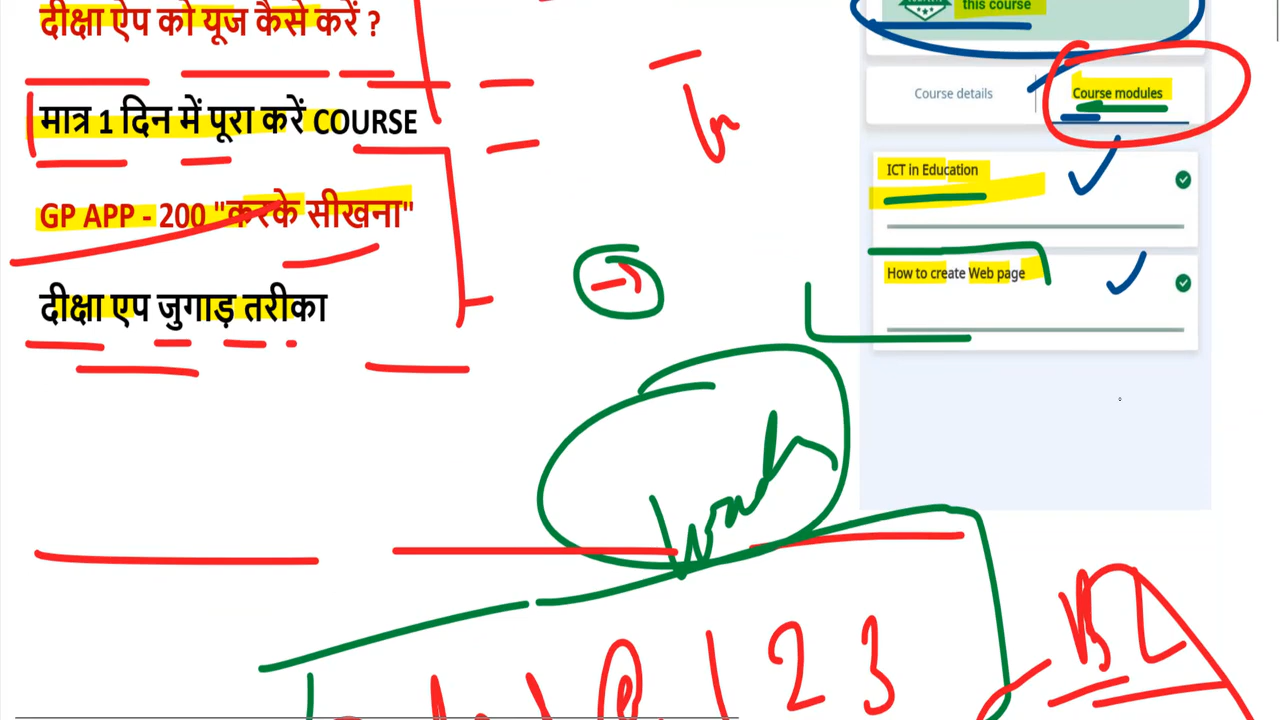 दीक्षा ऐप को यूज कैसे करें ?
मात्र 1 दिन में पूरा करें COURSE
GP APP - 200 "करके सीखना"
दीक्षा एप जुगाड़ तरीका
this course
Course details
Course modules
ICT in Education
How to create Web page
@123